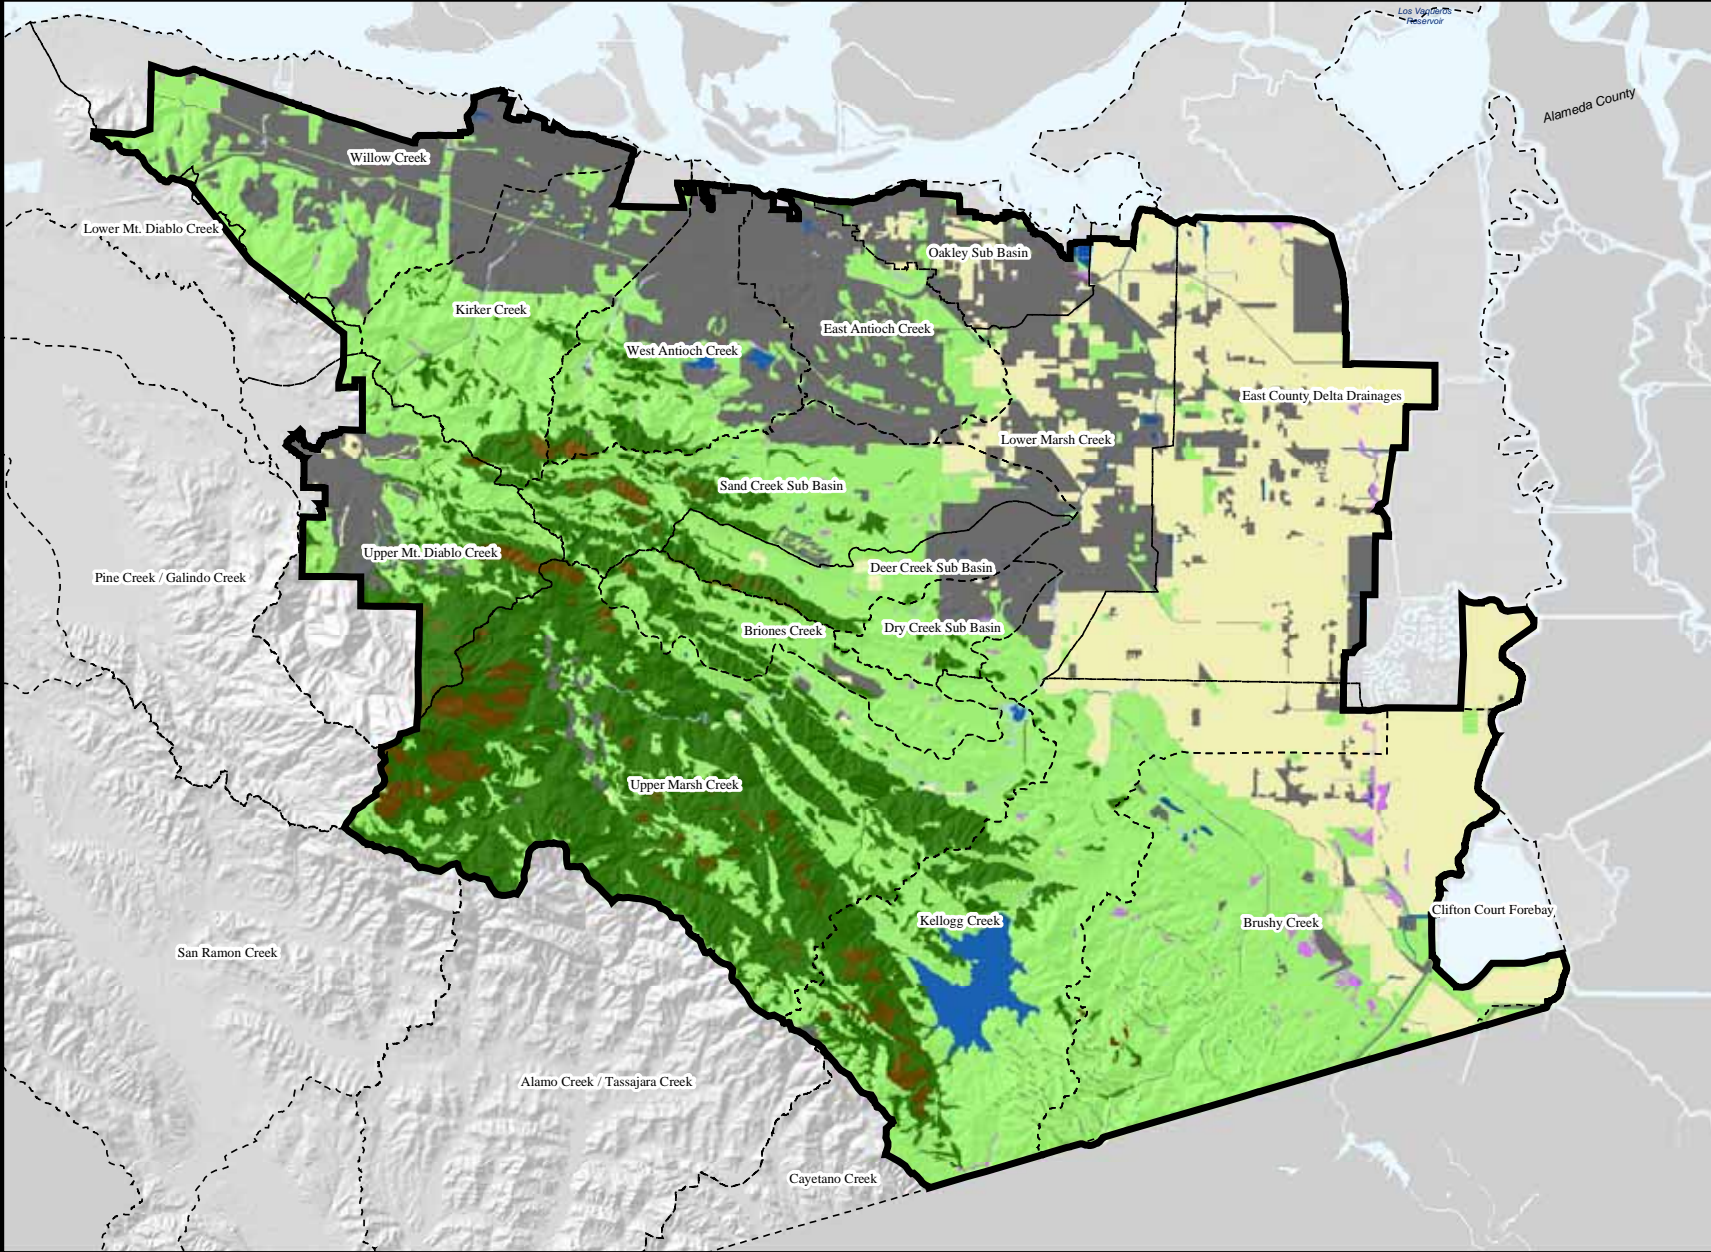 Los Vaqueros
Reservoir
Alameda County
Willow Creek
Lower Mt. Diablo Creek
Oakley Sub Basin
Kirker Creek
East Antioch Creek
West Antioch Creek
East County Delta Drainages
Lower Marsh Creek
Sand Creek Sub Basin
Upper Mt. Diablo Creek
Deer Creek Sub Basin
Pine Creek / Galindo Creek
Briones Creek
Dry Creek Sub Basin
Upper Marsh Creek
Clifton Court Forebay
Kellogg Creek
Brushy Creek
San Ramon Creek
Alamo Creek / Tassajara Creek
Cayetano Creek